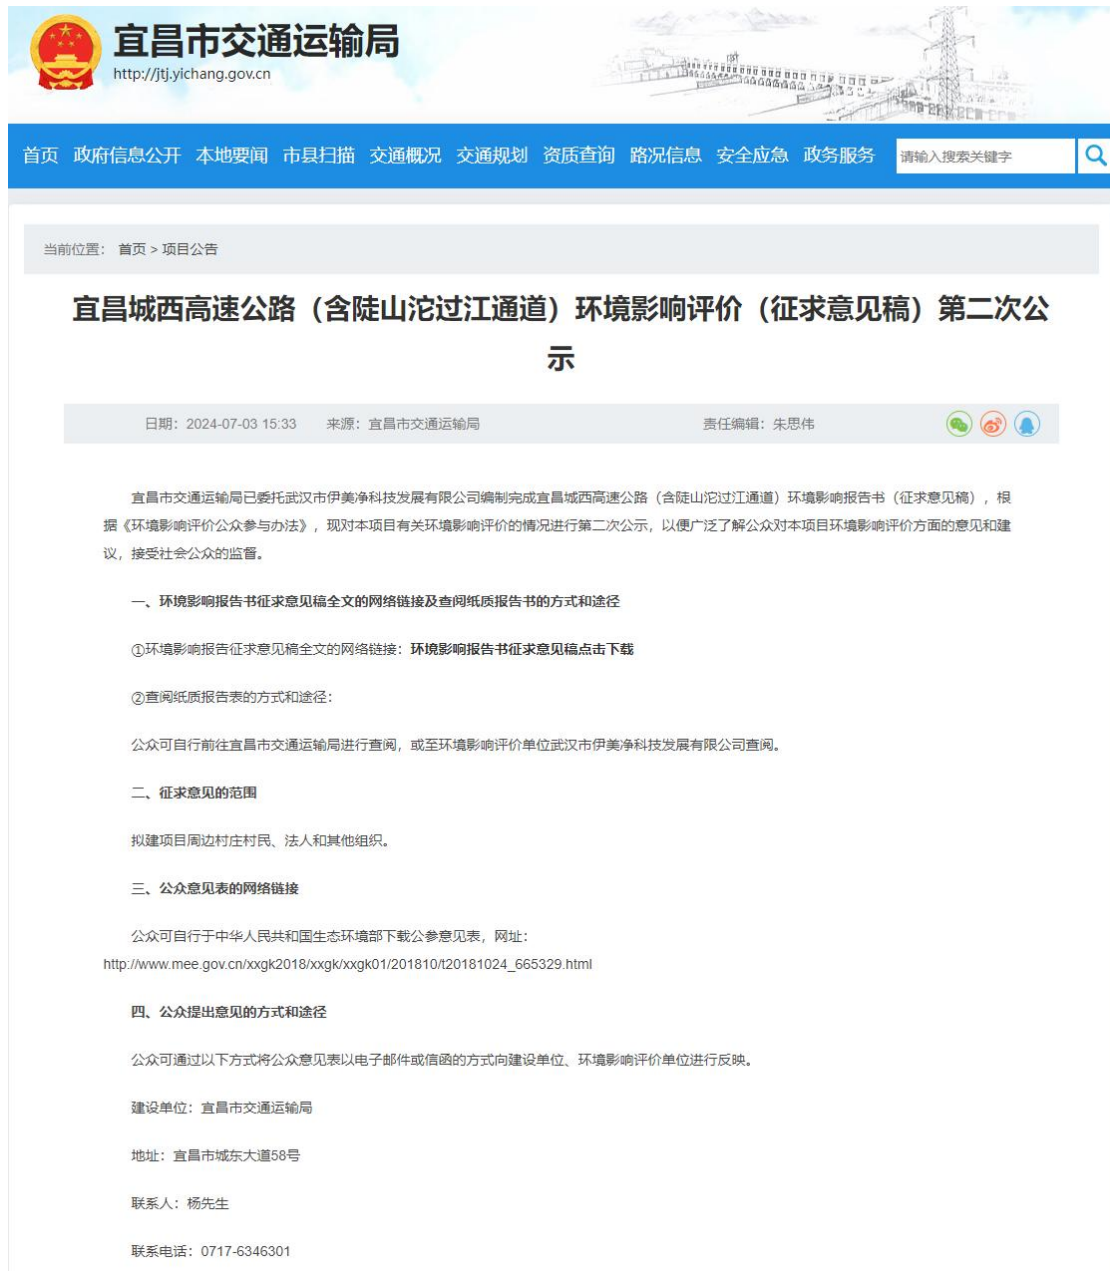 宜昌市交通运输局
http://jtj.yichang.gov.cn
首页 政府信息公开 本地要闻 市县扫描 交通概况 交通规划 资质查询 路况信息 安全应急 政务服务 请输入搜索关键字
当前位置： 首页 > 项目公告
宜昌城西高速公路（含陡山沱过江通道）环境影响评价（征求意见稿）第二次公
示
日期：2024-07-03 15:33 来源：宜昌市交通运输局 责任编辑：朱思伟
宜昌市交通运输局已委托武汉市伊美净科技发展有限公司编制完成宜昌城西高速公路（含陡山沱过江通道）环境影响报告书（征求意见稿），根
据《环境影响评价公众参与办法》，现对本项目有关环境影响评价的情况进行第二次公示，以便广泛了解公众对本项目环境影响评价方面的意见和建
议，接受社会公众的监督。
一、环境影响报告书征求意见稿全文的网络链接及查阅纸质报告书的方式和途径
①环境影响报告征求意见稿全文的网络链接：环境影响报告书征求意见稿点击下载
②查阅纸质报告表的方式和途径：
公众可自行前往宜昌市交通运输局进行查阅，或至环境影响评价单位武汉市伊美净科技发展有限公司查阅。
二、征求意见的范围
拟建项目周边村庄村民、法人和其他组织。
三、公众意见表的网络链接
公众可自行于中华人民共和国生态环境部下载公参意见表，网址：
http://www.mee.gov.cn/xxgk2018/xxgk/xxgk01/201810/t20181024_665329.html
四、公众提出意见的方式和途径
公众可通过以下方式将公众意见表以电子邮件或信函的方式向建设单位、环境影响评价单位进行反映。
建设单位：宜昌市交通运输局
地址：宜昌市城东大道58号
联系人：杨先生
联系电话：0717-6346301